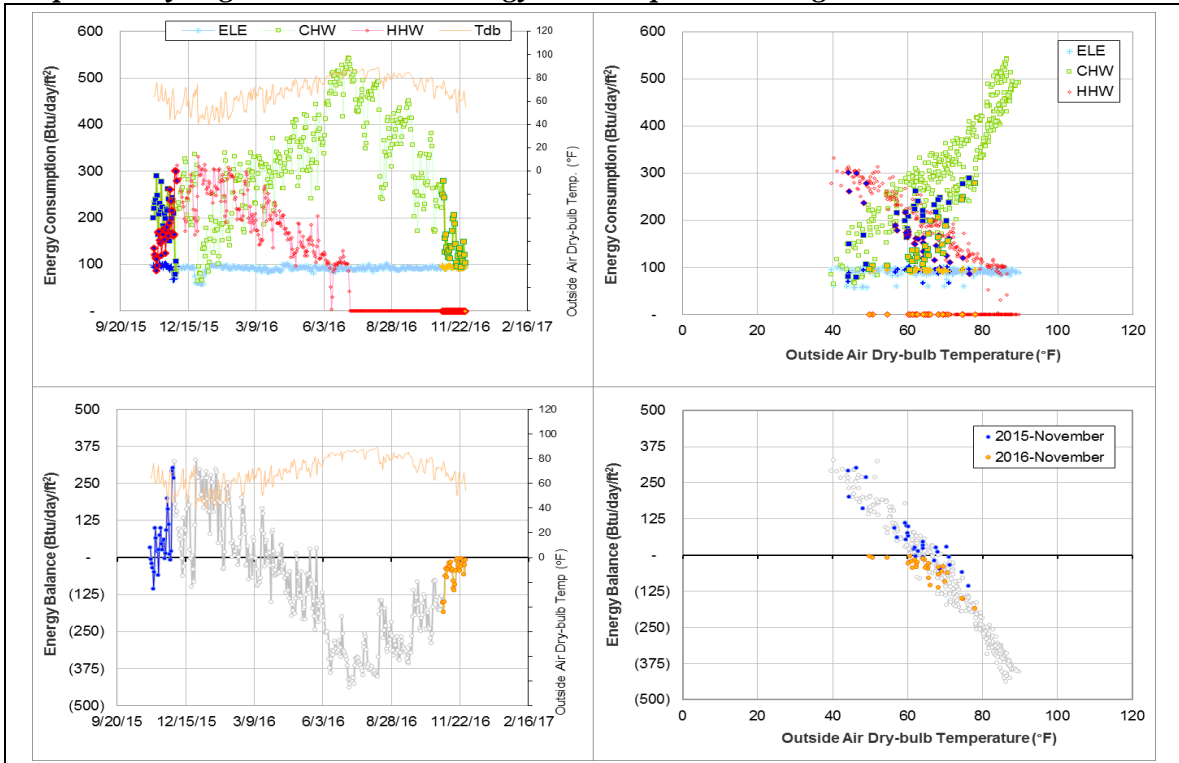 600
500
400
300
200
100
-
Energy Consumption (Btu/day/ft²)
ELE CHW HHW Tdb
120
100
80
60
40
20
0
Outside Air Dry-bulb Temp. (°F)
9/20/15 12/15/15 3/9/16 6/3/16 8/28/16 11/22/16 2/16/17
600
500
400
300
200
100
-
Energy Consumption (Btu/day/ft²)
ELE
CHW
HHW
0 20 40 60 80 100 120
Outside Air Dry-bulb Temperature (°F)
500
375
250
125
-
(125)
(250)
(375)
(500)
Energy Balance (Btu/day/ft²)
120
100
80
60
40
20
0
Outside Air Dry-bulb Temp (°F)
9/20/15 12/15/15 3/9/16 6/3/16 8/28/16 11/22/16 2/16/17
500
375
250
125
-
(125)
(250)
(375)
(500)
Energy Balance (Btu/day/ft²)
2015-November
2016-November
0 20 40 60 80 100 120
Outside Air Dry-bulb Temperature (°F)